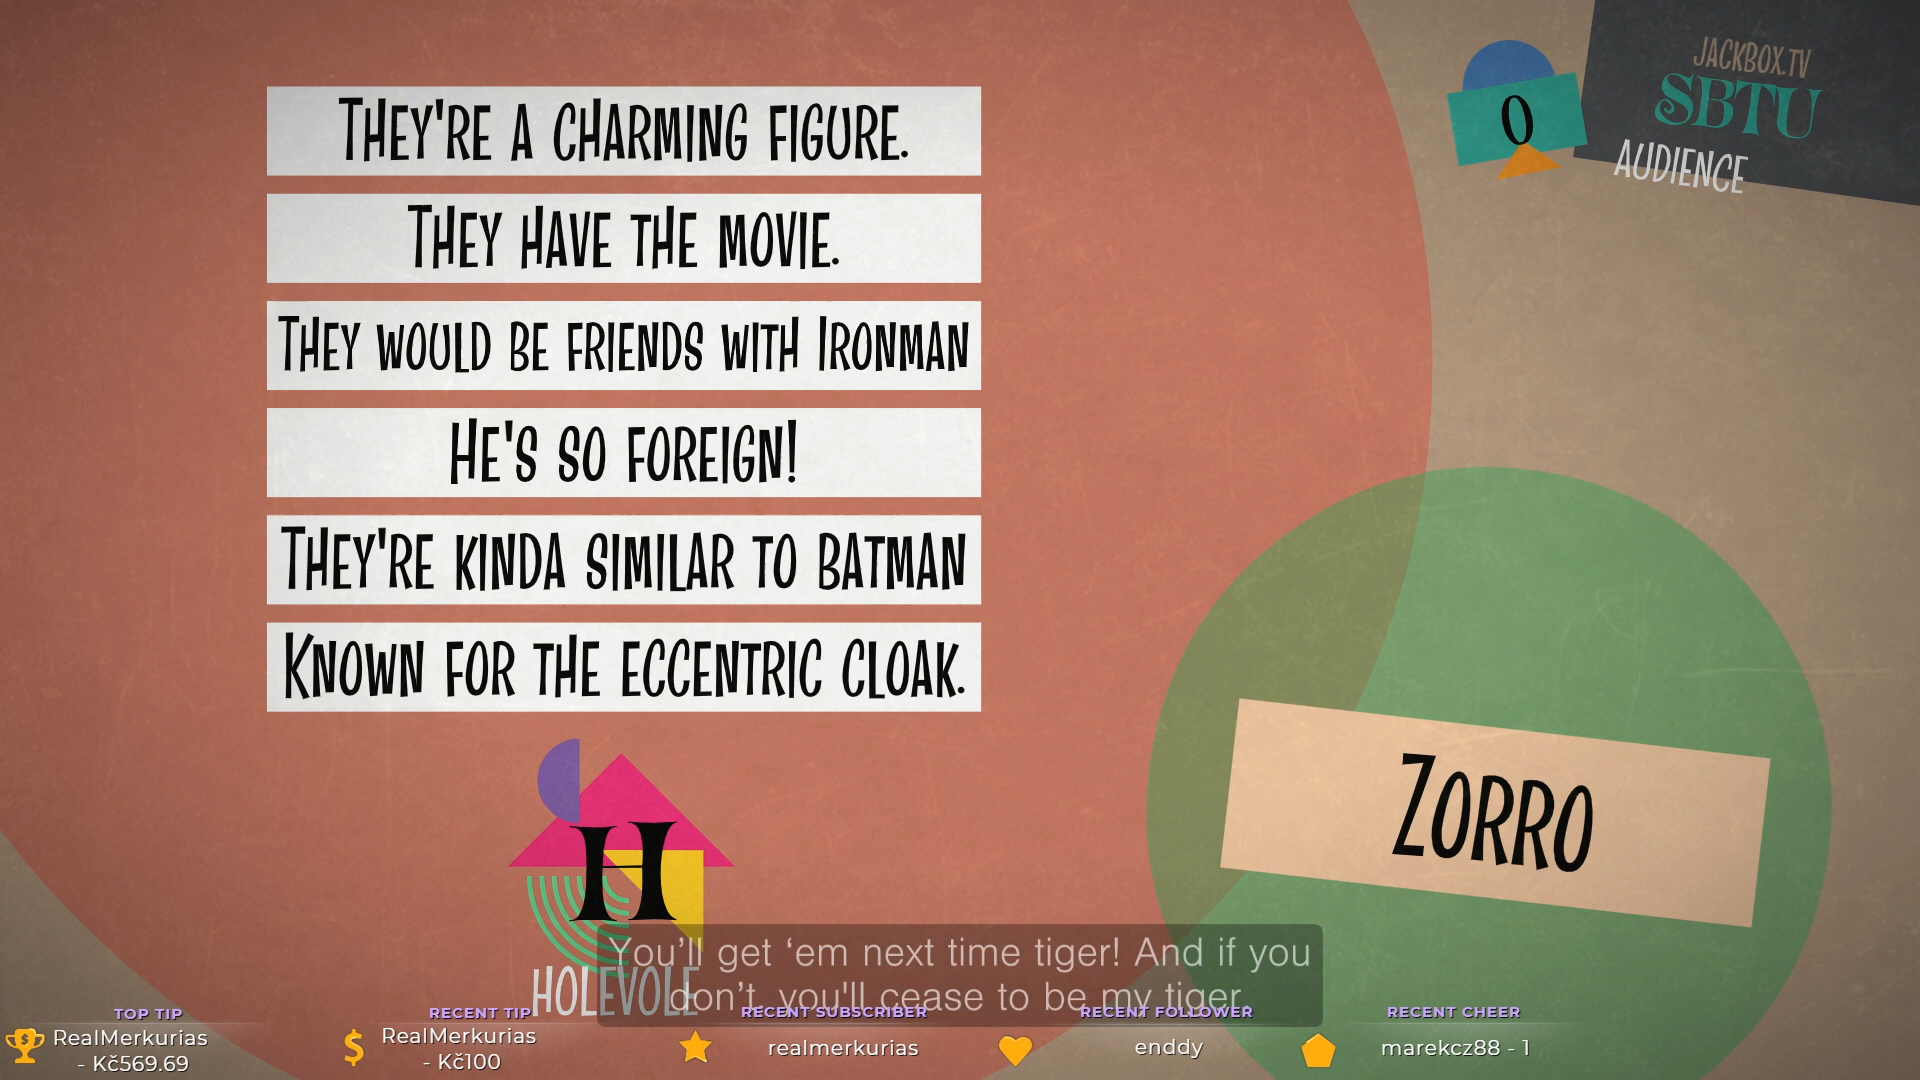 They're a charming figure.
They have the movie.
They would be friends with Ironman
He's so foreign!
They're kinda similar to batman
Known for the eccentric cloak.
0
JACKBOX.TV
SBTU
AUDIENCE
Zorro
H
HOLEVOLE
You'll get ‘em next time tiger! And if you
don't, you'll cease to be my tiger.
TOP TIP
RealMerkurias
- Kč569.69
RECENT TIP
RealMerkurias
- Kč100
RECENT SUBSCRIBER
realmerkurias
RECENT FOLLOWER
enddy
RECENT CHEER
marekcz88 - 1